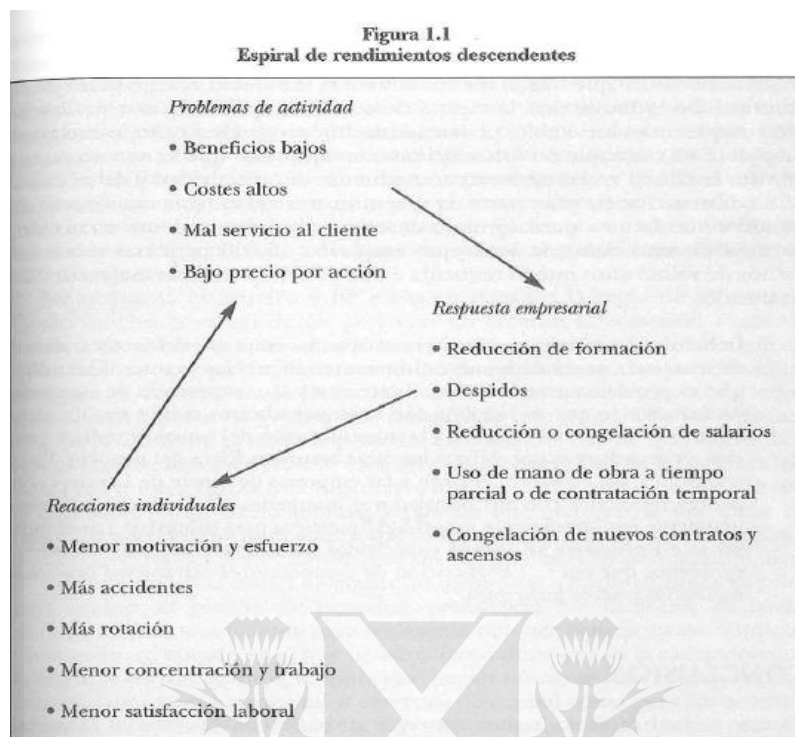 Figura 1.1
Espiral de rendimientos descendentes
Problemas de actividad
• Beneficios bajos
• Costes altos
• Mal servicio al cliente
• Bajo precio por acción
Respuesta empresarial
• Reducción de formación
• Despidos
• Reducción o congelación de salarios
• Uso de mano de obra a tiempo
parcial o de contratación temporal
• Congelación de nuevos contratos y
ascensos
Reacciones individuales
• Menor motivación y esfuerzo
• Más accidentes
• Más rotación
• Menor concentración y trabajo
• Menor satisfacción laboral